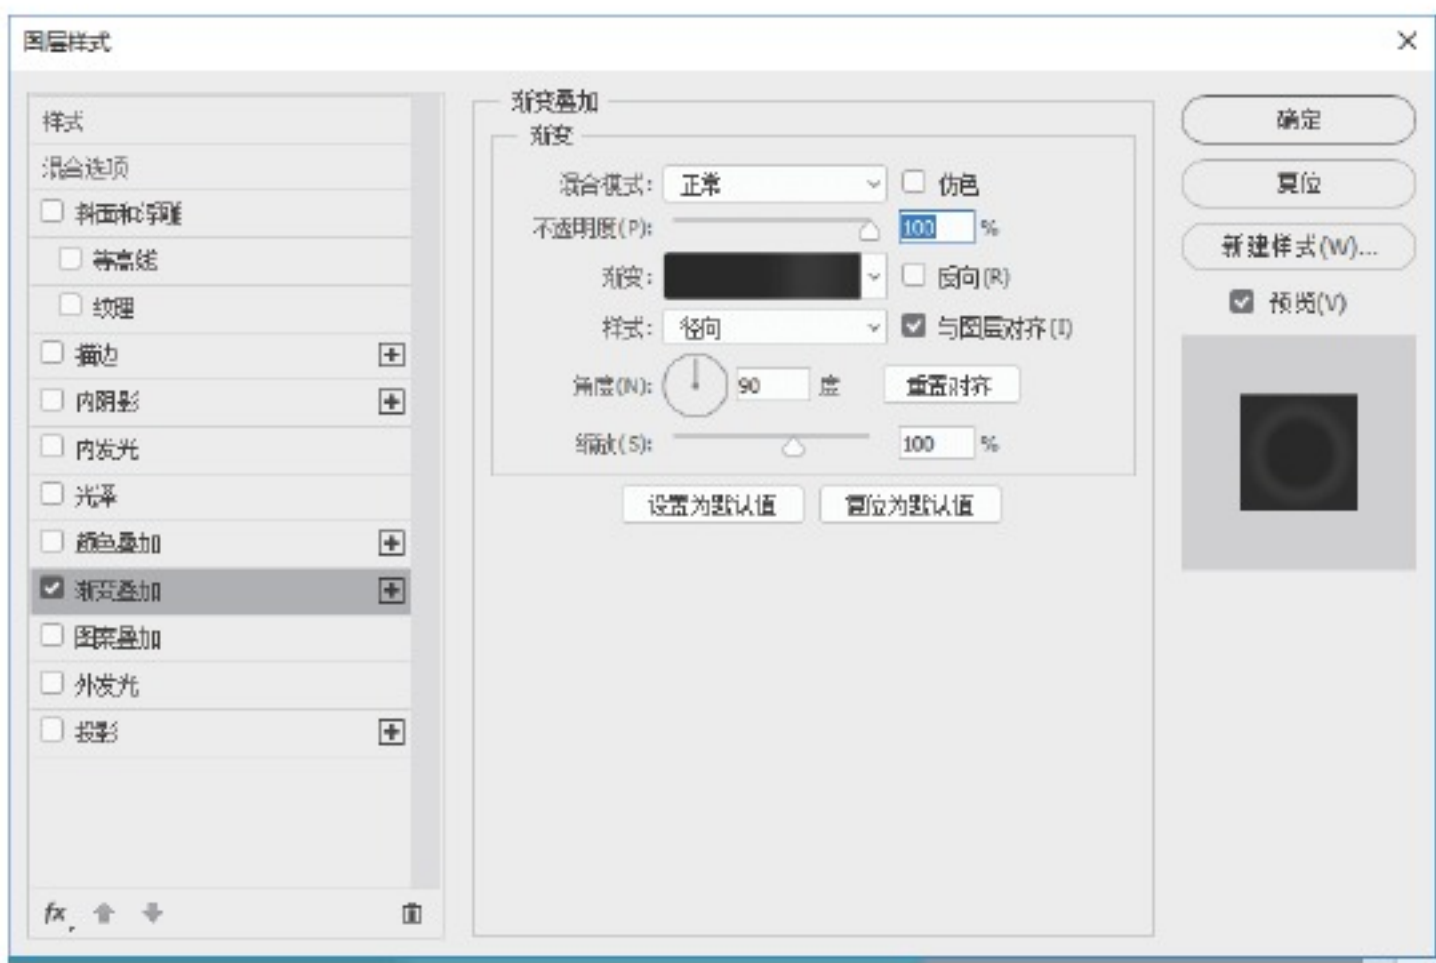 图层样式
样式
混合选项
斜面和浮雕
等高线
纹理
描边
内阴影
内发光
光泽
颜色叠加
渐变叠加
图案叠加
外发光
投影
fx
渐变叠加
渐变
混合模式: 正常 仿色
不透明度(P): 100 %
渐变: 反向(R)
样式: 径向 与图层对齐(I)
角度(N): 90 度 重置对齐
缩放(S): 100 %
设置为默认值 复位为默认值
确定
复位
新建样式(W)...
预览(V)